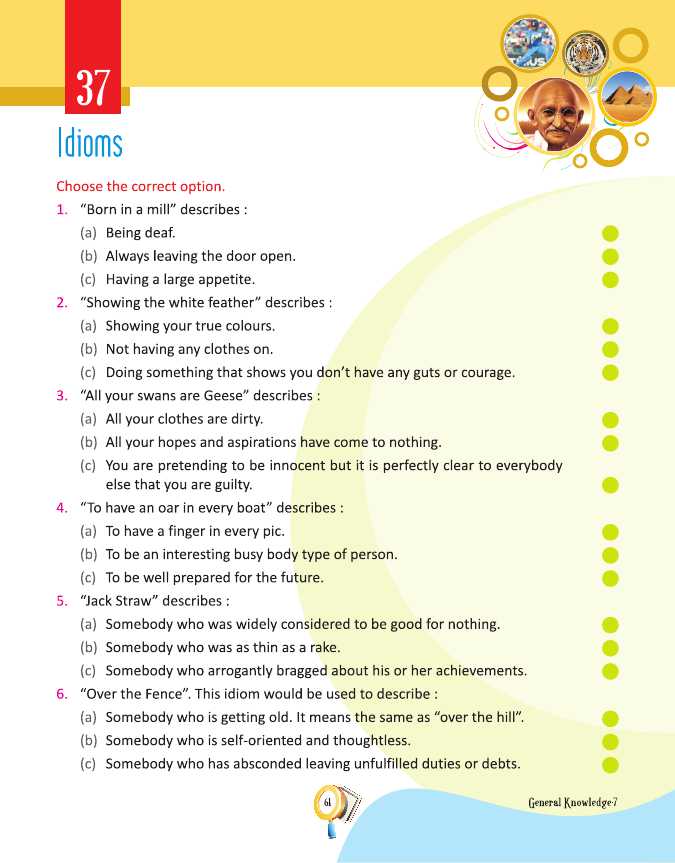 37
Idioms
Choose the correct option.
1. “Born in a mill” describes :
(a) Being deaf.
(b) Always leaving the door open.
(c) Having a large appetite.
2. “Showing the white feather” describes :
(a) Showing your true colours.
(b) Not having any clothes on.
(c) Doing something that shows you don’t have any guts or courage.
3. “All your swans are Geese” describes :
(a) All your clothes are dirty.
(b) All your hopes and aspirations have come to nothing.
(c) You are pretending to be innocent but it is perfectly clear to everybody
else that you are guilty.
4. “To have an oar in every boat” describes :
(a) To have a finger in every pic.
(b) To be an interesting busy body type of person.
(c) To be well prepared for the future.
5. “Jack Straw” describes :
(a) Somebody who was widely considered to be good for nothing.
(b) Somebody who was as thin as a rake.
(c) Somebody who arrogantly bragged about his or her achievements.
6. “Over the Fence”. This idiom would be used to describe :
(a) Somebody who is getting old. It means the same as “over the hill”.
(b) Somebody who is self-oriented and thoughtless.
(c) Somebody who has absconded leaving unfulfilled duties or debts.
61
General Knowledge-7